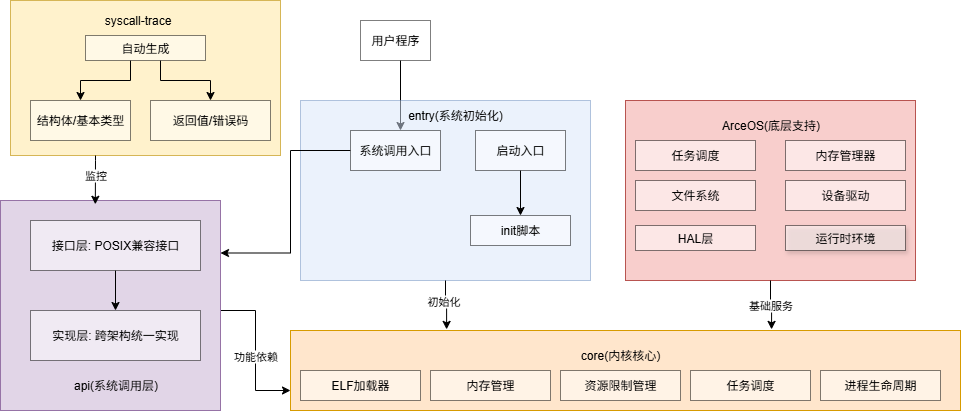 syscall-trace
自动生成
结构体/基本类型
返回值/错误码
监控
用户程序
entry(系统初始化)
系统调用入口
启动入口
init脚本
初始化
ArceOS(底层支持)
任务调度
内存管理器
文件系统
设备驱动
HAL层
运行时环境
基础服务
接口层: POSIX兼容接口
实现层: 跨架构统一实现
api(系统调用层)
功能依赖
core(内核核心)
ELF加载器
内存管理
资源限制管理
任务调度
进程生命周期